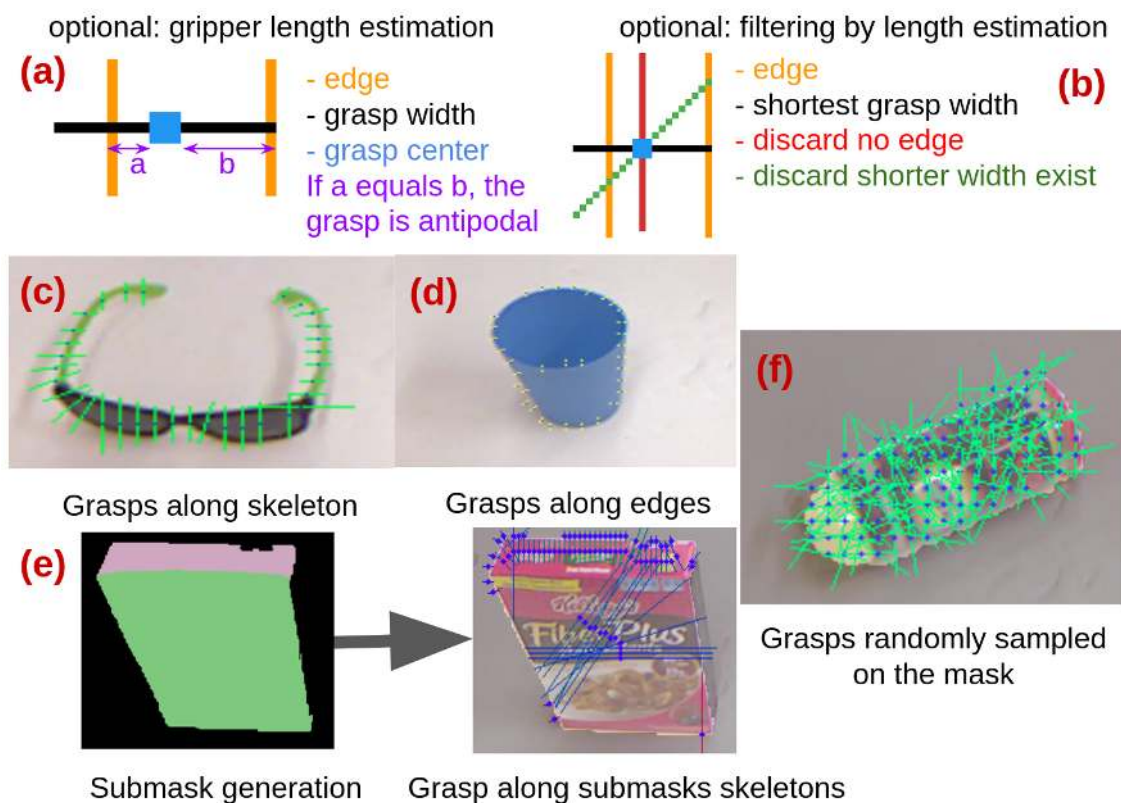 optional: gripper length estimation
(a)
- edge
- grasp width
- grasp center
If a equals b, the
grasp is antipodal
a
b
optional: filtering by length estimation
(b)
- edge
- shortest grasp width
- discard no edge
- discard shorter width exist
(c)
Grasps along skeleton
(d)
Grasps along edges
(f)
Grasps randomly sampled
on the mask
(e)
Submask generation
Kellogg's
FiberPlus
Grasp along submasks skeletons